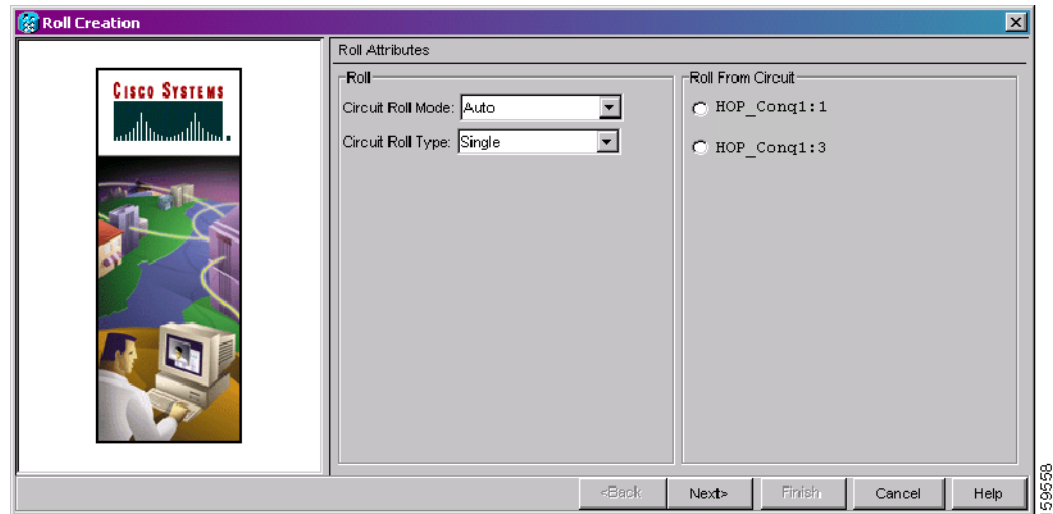 Roll Creation
CISCO SYSTEMS
Roll Attributes
Roll
Circuit Roll Mode: Auto
Circuit Roll Type: Single
Roll From Circuit
HOP_Conq1:1
HOP_Conq1:3
<Back Next> Finish Cancel Help
159558